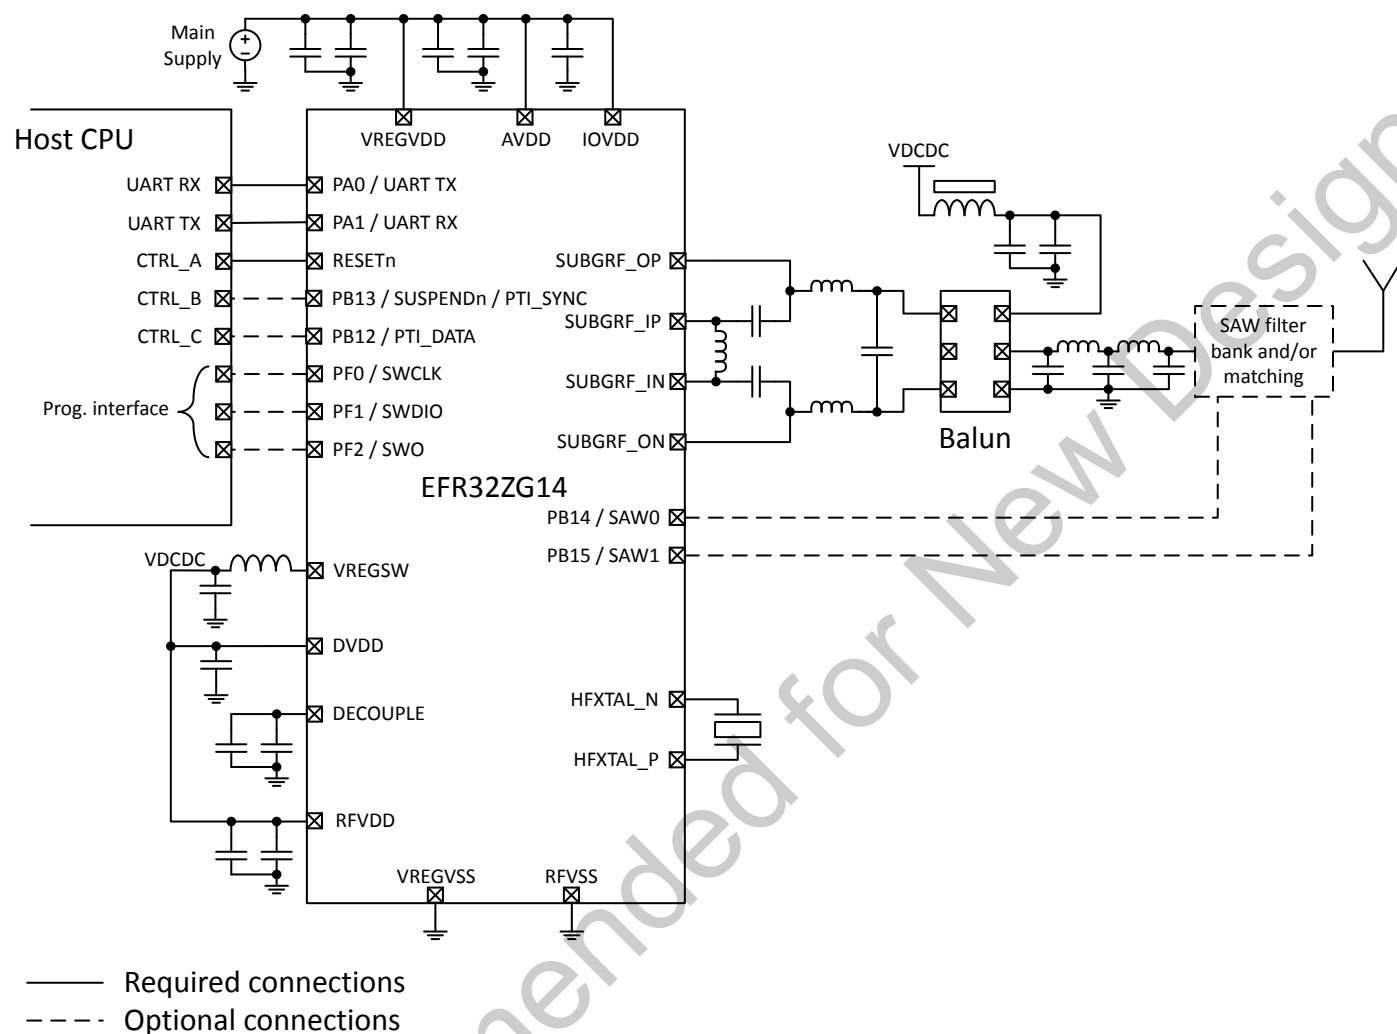 Main
Supply
VREGVDD
AVDD
IOVDD
Host CPU
UART RX
PA0 / UART TX
UART TX
PA1 / UART RX
CTRL_A
RESETn
CTRL_B
PB13 / SUSPENDn / PTI_SYNC
CTRL_C
PB12 / PTI_DATA
Prog. interface
PF0 / SWCLK
PF1 / SWDIO
PF2 / SWO
EFR32ZG14
VDCDC
SUBGRF_OP
SUBGRF_IP
SUBGRF_IN
SUBGRF_ON
Balun
SAW filter
bank and/or
matching
PB14 / SAW0
PB15 / SAW1
VDCDC
VREGSW
DVDD
DECOUPLE
RFVDD
HFXTAL_N
HFXTAL_P
VREGVSS
RFVSS
Required connections
Optional connections
mended for New Design